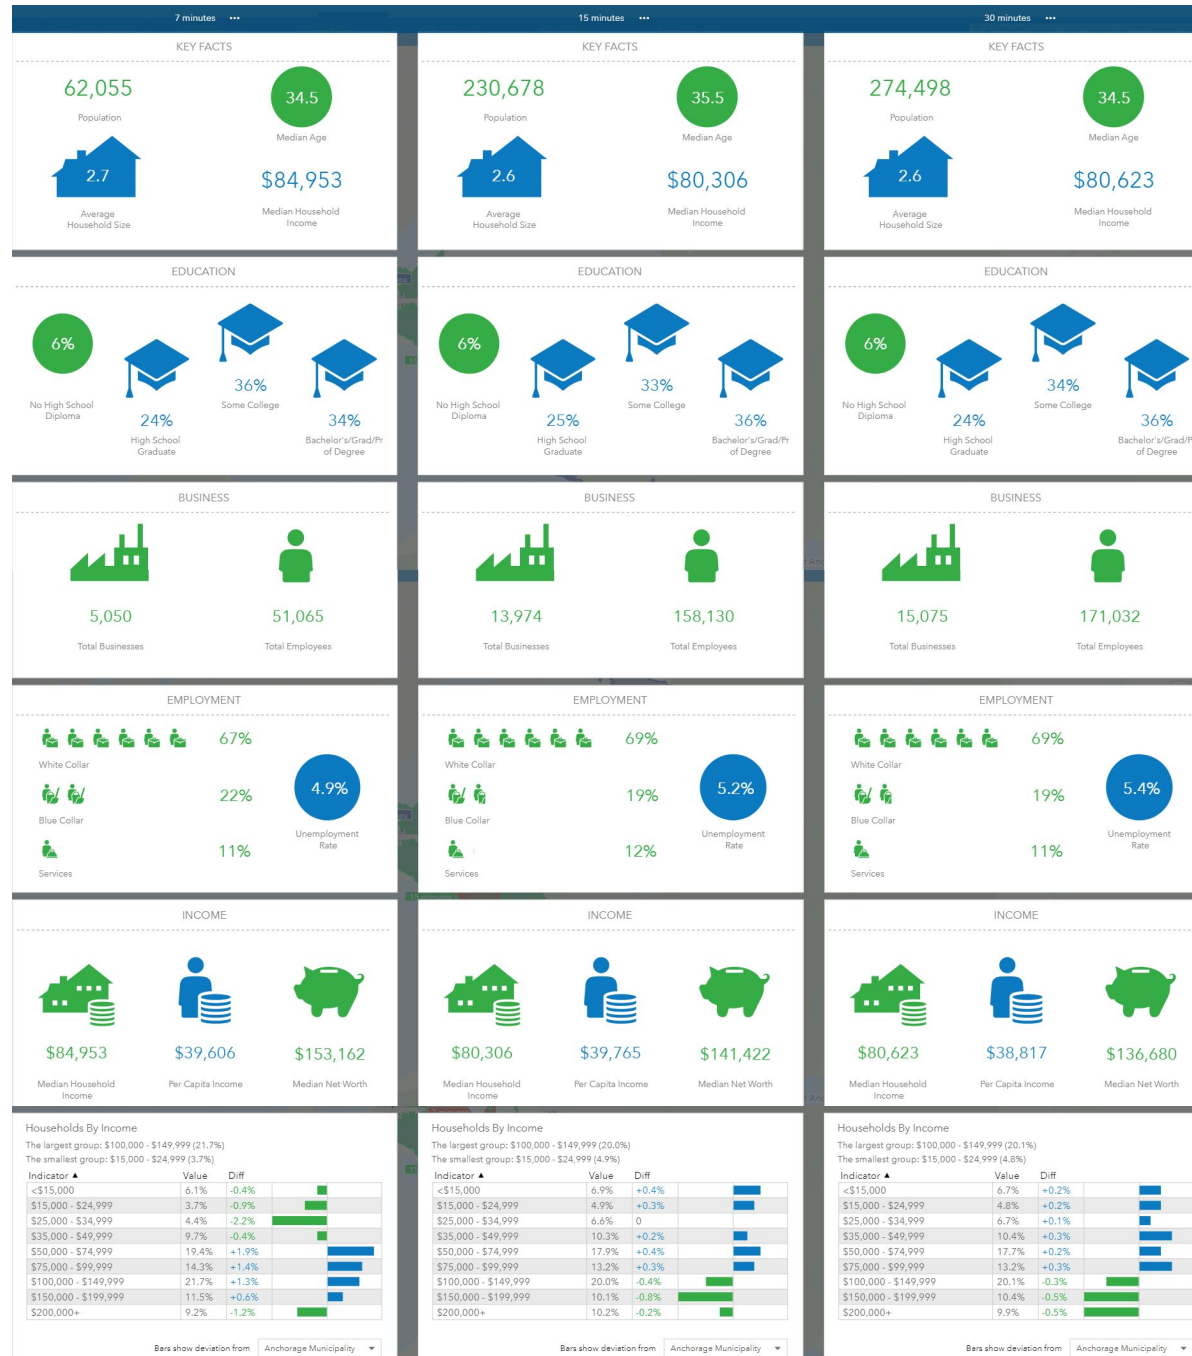 7 minutes •••
KEY FACTS
62,055
Population
34.5
Median Age
2.7
Average
Household Size
$84,953
Median Household
Income
EDUCATION
6%
No High School
Diploma
24%
High School
Graduate
36%
Some College
34%
Bachelor's/Grad/Pr
of Degree
BUSINESS
5,050
Total Businesses
51,065
Total Employees
EMPLOYMENT
67%
White Collar
22%
Blue Collar
11%
Services
4.9%
Unemployment
Rate
INCOME
$84,953
Median Household
Income
$39,606
Per Capita Income
$153,162
Median Net Worth
Households By Income
The largest group: $100,000 - $149,999 (21.7%)
The smallest group: $15,000 - $24,999 (3.7%)
Indicator ▲ Value Diff
<$15,000 6.1% -0.4%
$15,000 - $24,999 3.7% -0.9%
$25,000 - $34,999 4.4% -2.2%
$35,000 - $49,999 9.7% -0.4%
$50,000 - $74,999 19.4% +1.9%
$75,000 - $99,999 14.3% +1.4%
$100,000 - $149,999 21.7% +1.3%
$150,000 - $199,999 11.5% +0.6%
$200,000+ 9.2% -1.2%
Bars show deviation from Anchorage Municipality
15 minutes •••
KEY FACTS
230,678
Population
35.5
Median Age
2.6
Average
Household Size
$80,306
Median Household
Income
EDUCATION
6%
No High School
Diploma
25%
High School
Graduate
33%
Some College
36%
Bachelor's/Grad/Pr
of Degree
BUSINESS
13,974
Total Businesses
158,130
Total Employees
EMPLOYMENT
69%
White Collar
19%
Blue Collar
12%
Services
5.2%
Unemployment
Rate
INCOME
$80,306
Median Household
Income
$39,765
Per Capita Income
$141,422
Median Net Worth
Households By Income
The largest group: $100,000 - $149,999 (20.0%)
The smallest group: $15,000 - $24,999 (4.9%)
Indicator ▲ Value Diff
<$15,000 6.9% +0.4%
$15,000 - $24,999 4.9% +0.3%
$25,000 - $34,999 6.6% 0
$35,000 - $49,999 10.3% +0.2%
$50,000 - $74,999 17.9% +0.4%
$75,000 - $99,999 13.2% +0.3%
$100,000 - $149,999 20.0% -0.4%
$150,000 - $199,999 10.1% -0.8%
$200,000+ 10.2% -0.2%
Bars show deviation from Anchorage Municipality
30 minutes •••
KEY FACTS
274,498
Population
34.5
Median Age
2.6
Average
Household Size
$80,623
Median Household
Income
EDUCATION
6%
No High School
Diploma
24%
High School
Graduate
34%
Some College
36%
Bachelor's/Grad/P
of Degree
BUSINESS
15,075
Total Businesses
171,032
Total Employees
EMPLOYMENT
69%
White Collar
19%
Blue Collar
11%
Services
5.4%
Unemployment
Rate
INCOME
$80,623
Median Household
Income
$38,817
Per Capita Income
$136,680
Median Net Worth
Households By Income
The largest group: $100,000 - $149,999 (20.1%)
The smallest group: $15,000 - $24,999 (4.8%)
Indicator ▲ Value Diff
<$15,000 6.7% +0.2%
$15,000 - $24,999 4.8% +0.2%
$25,000 - $34,999 6.7% +0.1%
$35,000 - $49,999 10.4% +0.3%
$50,000 - $74,999 17.7% +0.2%
$75,000 - $99,999 13.2% +0.3%
$100,000 - $149,999 20.1% -0.3%
$150,000 - $199,999 10.4% -0.5%
$200,000+ 9.9% -0.5%
Bars show deviation from Anchorage Municipality